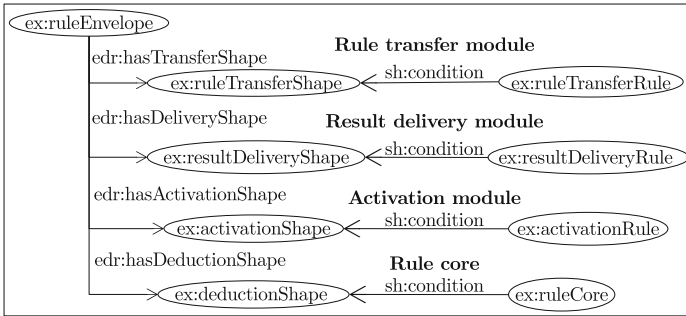 ex:ruleEnvelope
edr:hasTransferShape
Rule transfer module
ex:ruleTransferShape
sh:condition
ex:ruleTransferRule
edr:hasDeliveryShape
Result delivery module
ex:resultDeliveryShape
sh:condition
ex:resultDeliveryRule
edr:hasActivationShape
Activation module
ex:activationShape
sh:condition
ex:activationRule
edr:hasDeductionShape
Rule core
ex:deductionShape
sh:condition
ex:ruleCore